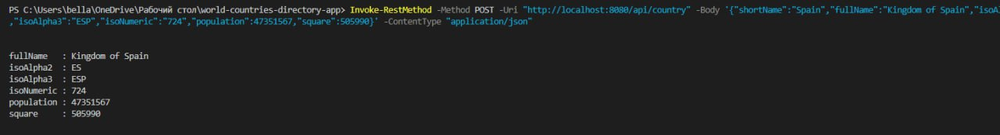 PS C:\Users\bella\OneDrive\Рабочий стол\world-countries-directory-app> Invoke-RestMethod -Method POST -Uri "http://localhost:8080/api/country" -Body '{"shortName":"Spain","fullName":"Kingdom of Spain","isoA
,"isoAlpha3":"ESP","isoNumeric":"724","population":47351567,"square":505990}' -ContentType "application/json"
fullName : Kingdom of Spain
isoAlpha2 : ES
isoAlpha3 : ESP
isoNumeric : 724
population : 47351567
square : 505990